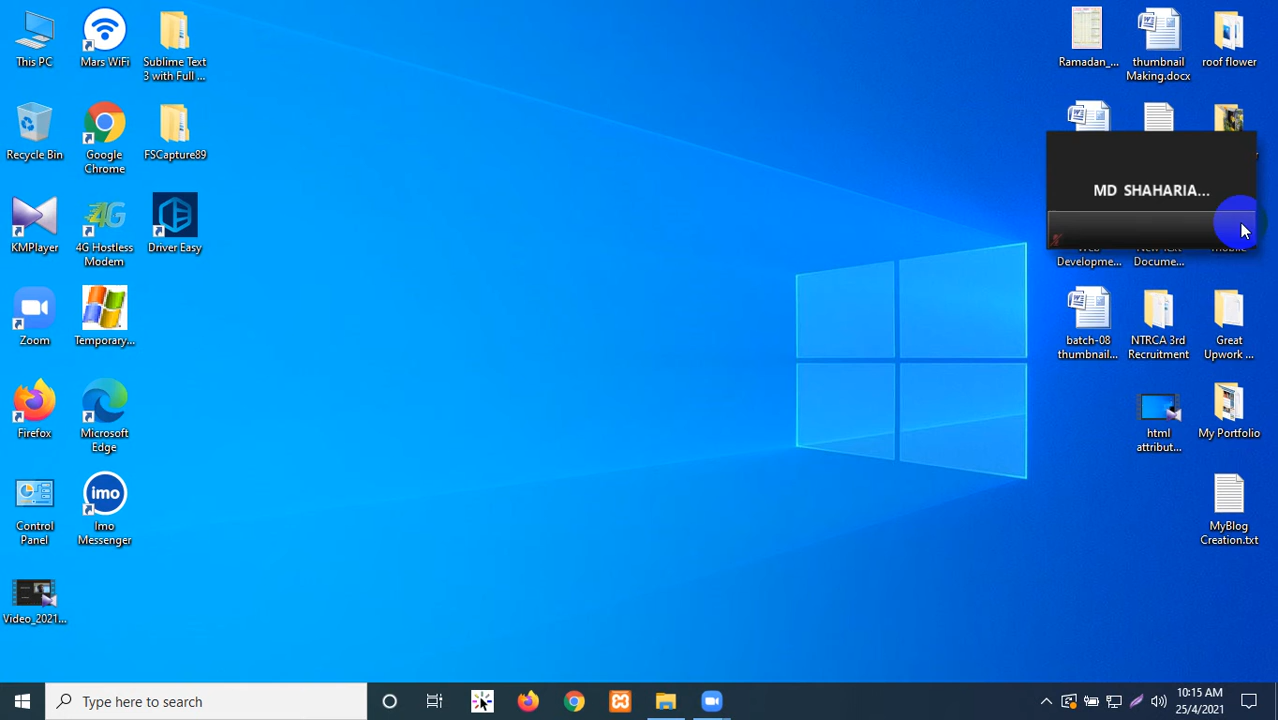 This PC
Mars WiFi
Sublime Text
3 with Full ...
Recycle Bin
Google
Chrome
FSCapture89
KMPlayer
4G Hostless
Modem
Driver Easy
Zoom
Temporary...
Firefox
Microsoft
Edge
Control
Panel
imo
Imo
Messenger
Video_2021...
Ramadan_...
thumbnail
Making.docx
roof flower
MD SHAHARIA...
Developme...
New Text
Docume...
batch-08
thumbnail...
NTRCA 3rd
Recruitment
Great
Upwork ...
html
attribut...
My Portfolio
MyBlog
Creation.txt
Type here to search
10:15 AM
25/4/2021